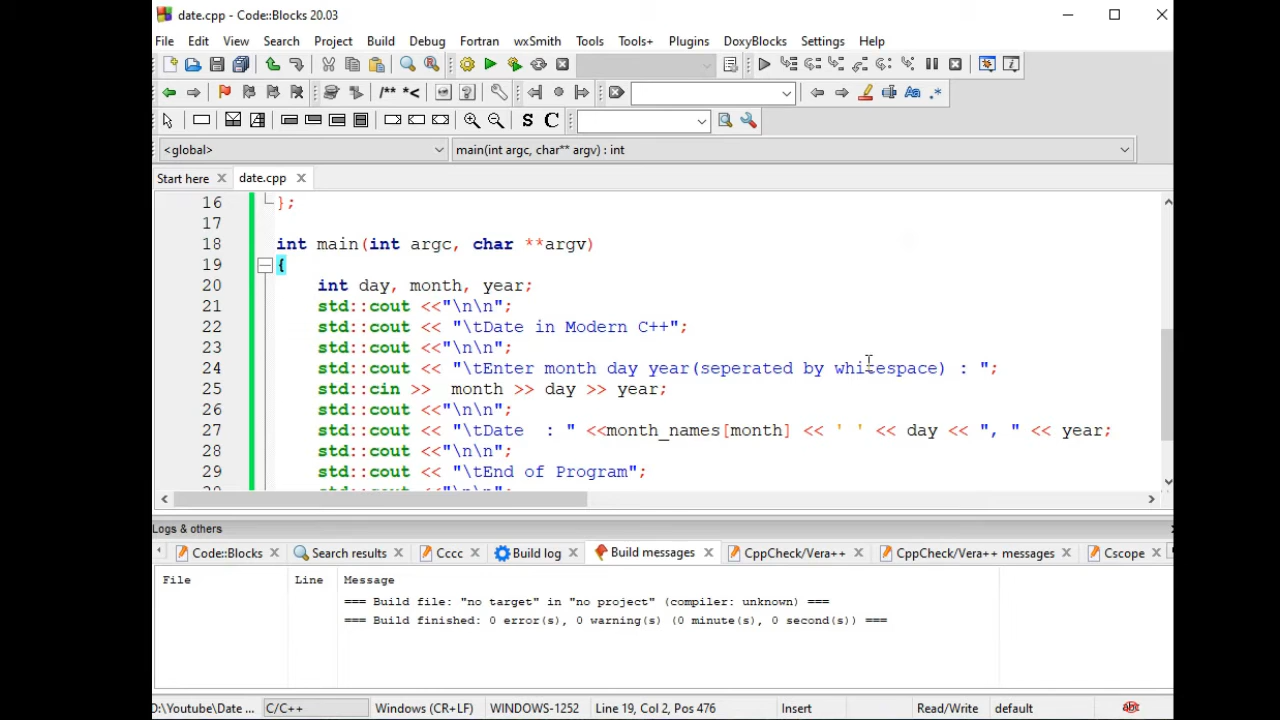 date.cpp - Code::Blocks 20.03
File Edit View Search Project Build Debug Fortran wxSmith Tools Tools+ Plugins DoxyBlocks Settings Help
/** *<
S C
<global> main(int argc, char** argv) : int
Start here date.cpp
16 };
17
18 int main(int argc, char **argv)
19 {
20 int day, month, year;
21 std::cout <<"\n\n";
22 std::cout << "\tDate in Modern C++";
23 std::cout <<"\n\n";
24 std::cout << "\tEnter month day year(seperated by whitespace) : ";
25 std::cin >>  month >> day >> year;
26 std::cout <<"\n\n";
27 std::cout << "\tDate  : " <<month_names[month] << ' ' << day << ", " << year;
28 std::cout <<"\n\n";
29 std::cout << "\tEnd of Program";
Logs & others
Code::Blocks Search results Cccc Build log Build messages CppCheck/Vera++ CppCheck/Vera++ messages Cscope
File Line Message
=== Build file: "no target" in "no project" (compiler: unknown) ===
=== Build finished: 0 error(s), 0 warning(s) (0 minute(s), 0 second(s)) ===
D:\Youtube\Date ... C/C++ Windows (CR+LF) WINDOWS-1252 Line 19, Col 2, Pos 476 Insert Read/Write default